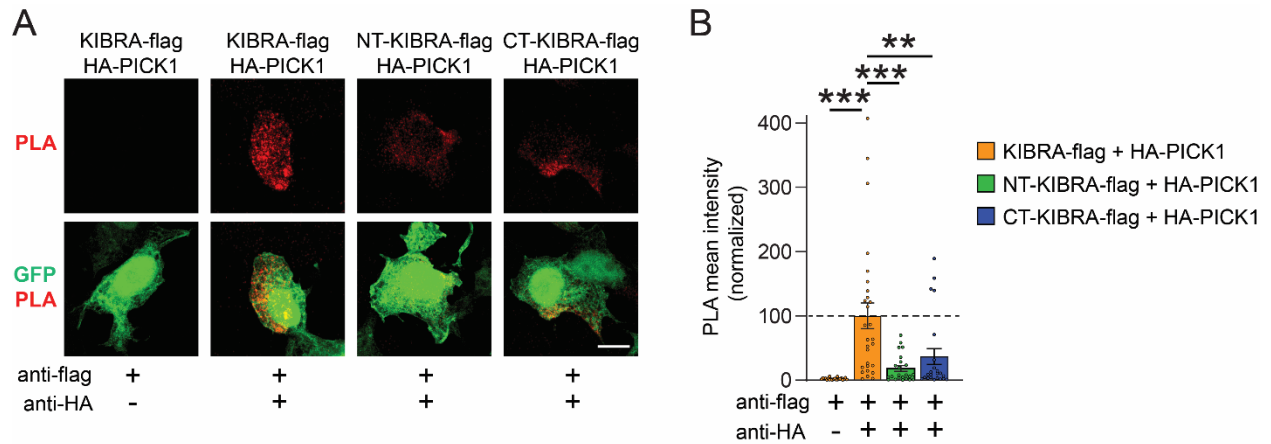 A
KIBRA-flag
HA-PICK1
KIBRA-flag
HA-PICK1
NT-KIBRA-flag
HA-PICK1
CT-KIBRA-flag
HA-PICK1
PLA
GFP
PLA
anti-flag + + + +
anti-HA - + + +
B
**
***
***
PLA mean intensity
(normalized)
400
300
200
100
0
anti-flag + + + +
anti-HA - + + +
KIBRA-flag + HA-PICK1
NT-KIBRA-flag + HA-PICK1
CT-KIBRA-flag + HA-PICK1